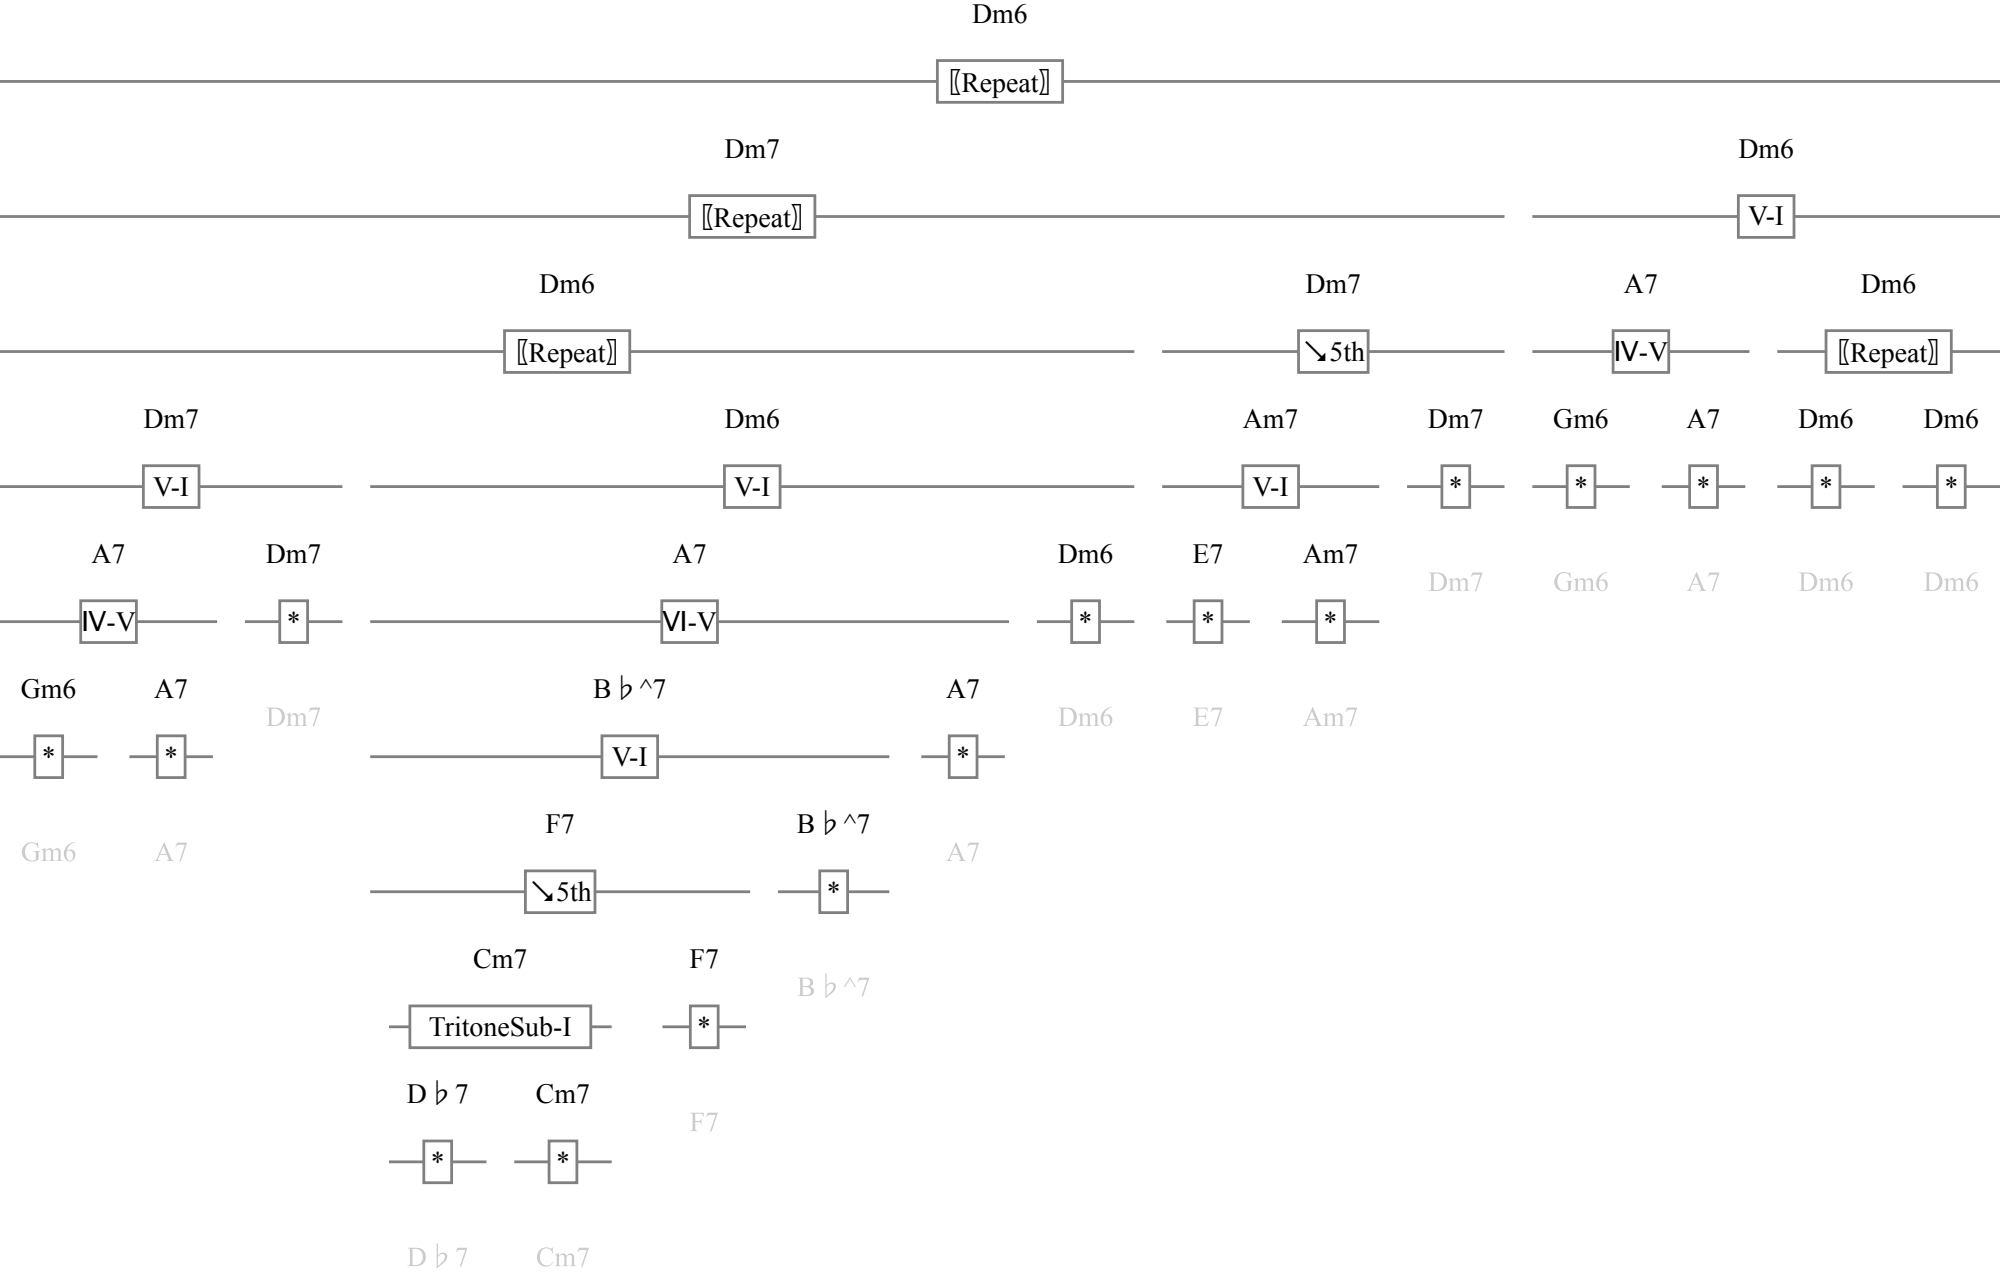 Dm6
〚Repeat〛
Dm7 Dm6
〚Repeat〛 V-I
Dm6 Dm7 A7 Dm6
〚Repeat〛 ↘5th Ⅳ-V 〚Repeat〛
Dm7 Dm6 Am7 Dm7 Gm6 A7 Dm6 Dm6
V-I V-I V-I * * * * *
A7 Dm7 A7 Dm6 E7 Am7 Dm7 Gm6 A7 Dm6 Dm6
Ⅳ-V * Ⅵ-V * * *
Gm6 A7 Dm7 B♭^7 A7 Dm6 E7 Am7
* * V-I *
Gm6 A7 F7 B♭^7 A7
↘5th *
Cm7 F7 B♭^7
TritoneSub-I *
D♭7 Cm7 F7
* *
D♭7 Cm7